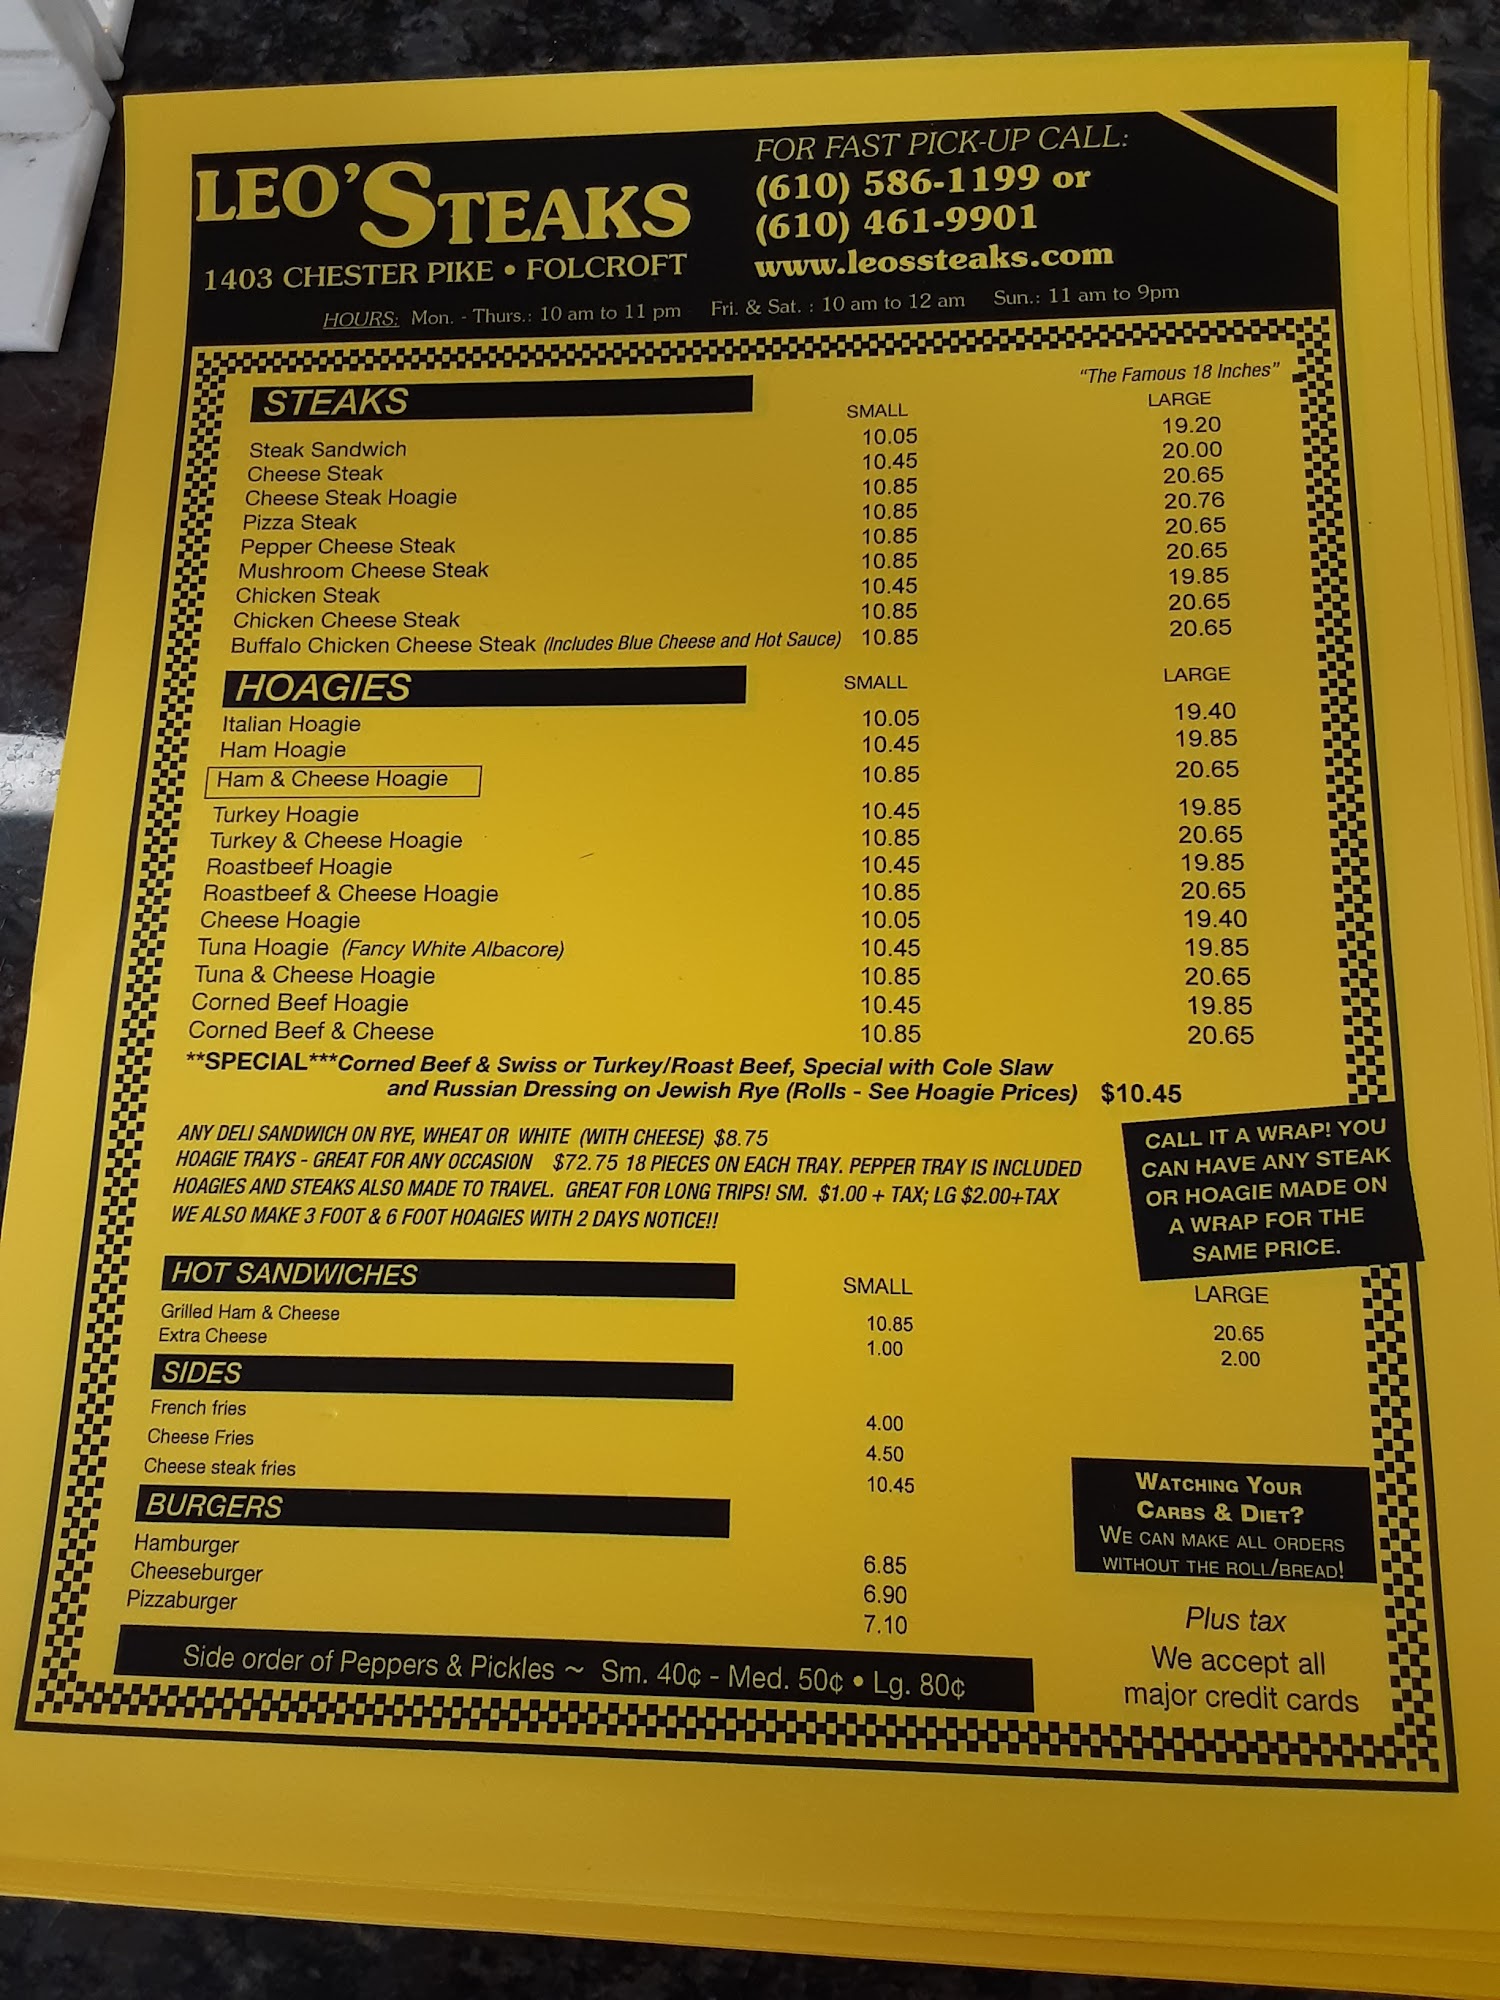 LEO'STEAKS
1403 CHESTER PIKE • FOLCROFT
FOR FAST PICK-UP CALL:
(610) 586-1199 or
(610) 461-9901
www.leossteaks.com
HOURS: Mon. - Thurs.: 10 am to 11 pm Fri. & Sat. : 10 am to 12 am Sun.: 11 am to 9pm
"The Famous 18 Inches"
STEAKS SMALL LARGE
Steak Sandwich 10.05 19.20
Cheese Steak 10.45 20.00
Cheese Steak Hoagie 10.85 20.65
Pizza Steak 10.85 20.76
Pepper Cheese Steak 10.85 20.65
Mushroom Cheese Steak 10.85 20.65
Chicken Steak 10.45 19.85
Chicken Cheese Steak 10.85 20.65
Buffalo Chicken Cheese Steak (Includes Blue Cheese and Hot Sauce) 10.85 20.65
HOAGIES SMALL LARGE
Italian Hoagie 10.05 19.40
Ham Hoagie 10.45 19.85
Ham & Cheese Hoagie 10.85 20.65
Turkey Hoagie 10.45 19.85
Turkey & Cheese Hoagie 10.85 20.65
Roastbeef Hoagie 10.45 19.85
Roastbeef & Cheese Hoagie 10.85 20.65
Cheese Hoagie 10.05 19.40
Tuna Hoagie (Fancy White Albacore) 10.45 19.85
Tuna & Cheese Hoagie 10.85 20.65
Corned Beef Hoagie 10.45 19.85
Corned Beef & Cheese 10.85 20.65
**SPECIAL***Corned Beef & Swiss or Turkey/Roast Beef, Special with Cole Slaw
and Russian Dressing on Jewish Rye (Rolls - See Hoagie Prices) $10.45
ANY DELI SANDWICH ON RYE, WHEAT OR WHITE (WITH CHEESE) $8.75
HOAGIE TRAYS - GREAT FOR ANY OCCASION $72.75 18 PIECES ON EACH TRAY. PEPPER TRAY IS INCLUDED
HOAGIES AND STEAKS ALSO MADE TO TRAVEL. GREAT FOR LONG TRIPS! SM. $1.00 + TAX; LG $2.00+TAX
WE ALSO MAKE 3 FOOT & 6 FOOT HOAGIES WITH 2 DAYS NOTICE!!
CALL IT A WRAP! YOU
CAN HAVE ANY STEAK
OR HOAGIE MADE ON
A WRAP FOR THE
SAME PRICE.
HOT SANDWICHES SMALL LARGE
Grilled Ham & Cheese 10.85 20.65
Extra Cheese 1.00 2.00
SIDES
French fries 4.00
Cheese Fries 4.50
Cheese steak fries 10.45
BURGERS
Hamburger 6.85
Cheeseburger 6.90
Pizzaburger 7.10
WATCHING YOUR
CARBS & DIET?
WE CAN MAKE ALL ORDERS
WITHOUT THE ROLL/BREAD!
Plus tax
We accept all
major credit cards
Side order of Peppers & Pickles ~ Sm. 40¢ - Med. 50¢ • Lg. 80¢